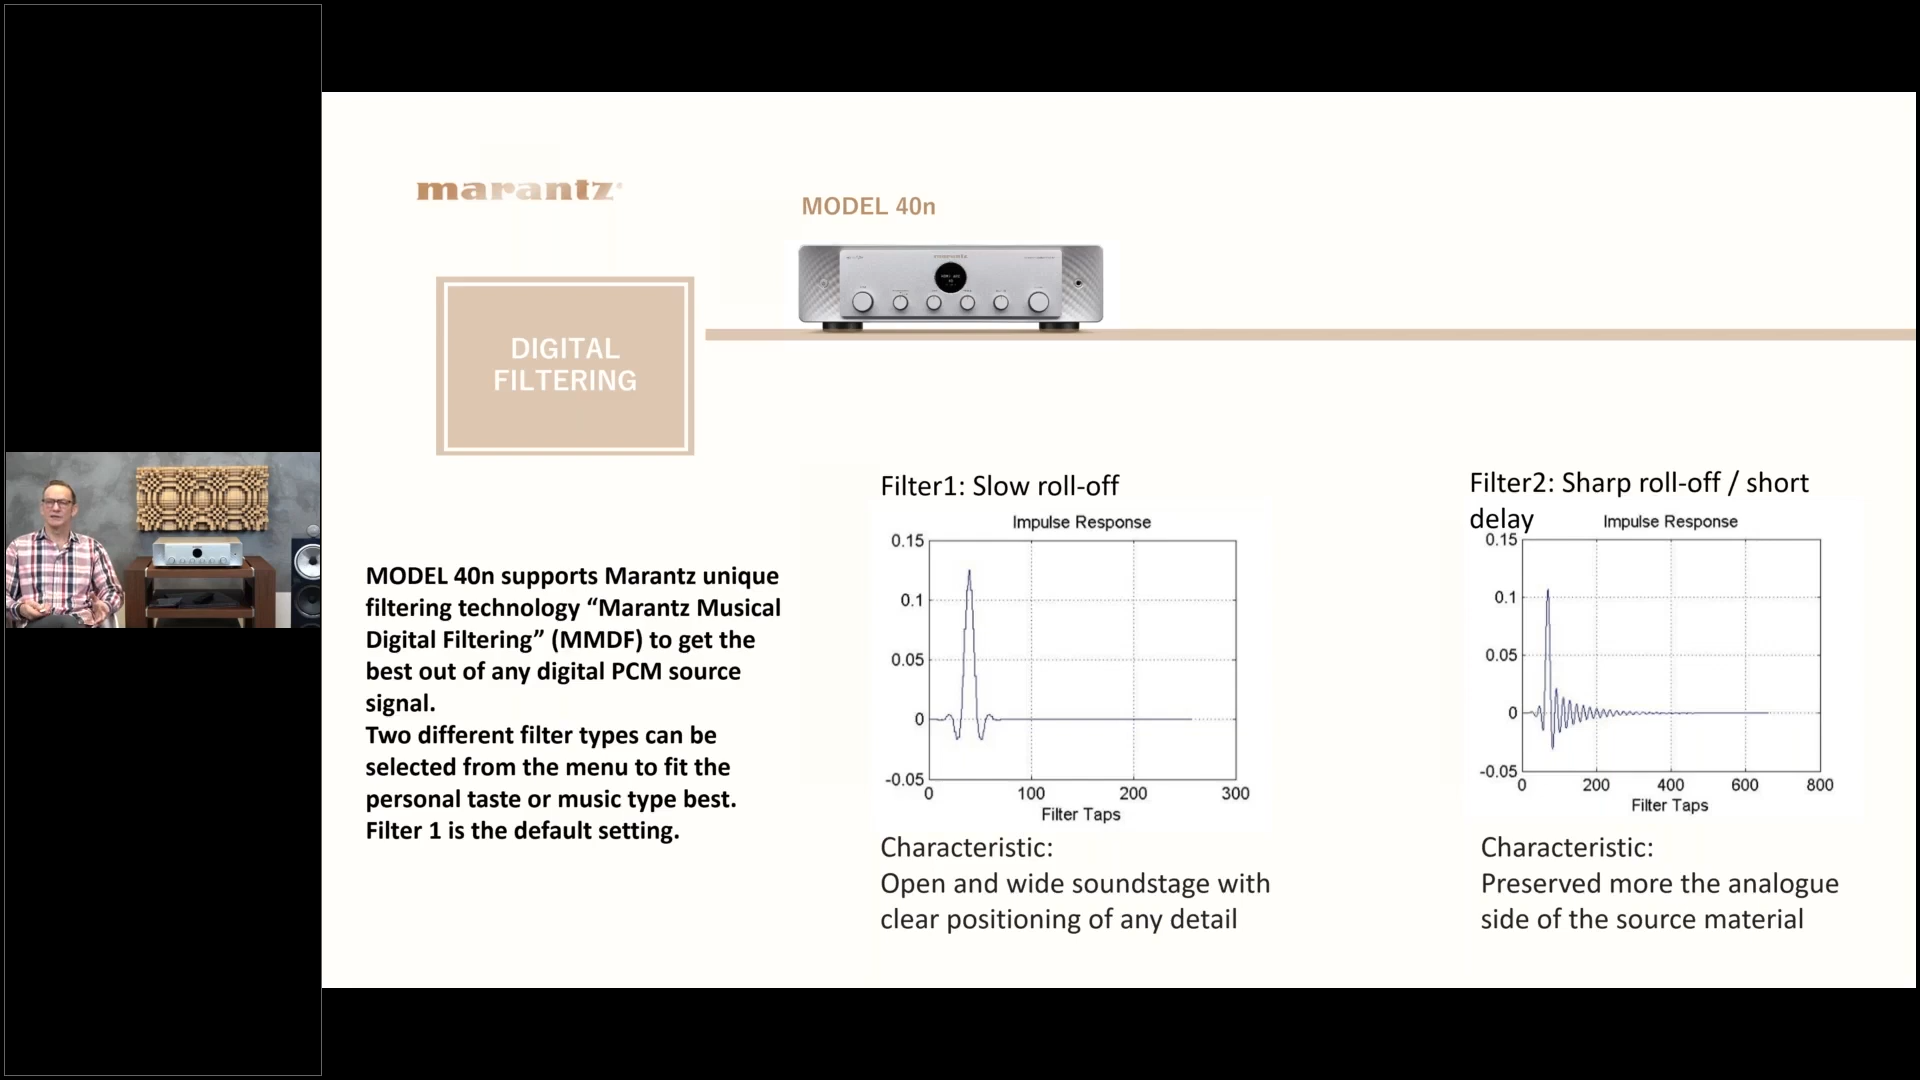 marantz
MODEL 40n
DIGITAL
FILTERING
MODEL 40n supports Marantz unique
filtering technology “Marantz Musical
Digital Filtering” (MMDF) to get the
best out of any digital PCM source
signal.
Two different filter types can be
selected from the menu to fit the
personal taste or music type best.
Filter 1 is the default setting.
Filter1: Slow roll-off
Impulse Response
0.15
0.1
0.05
0
-0.05
0 100 200 300
Filter Taps
Characteristic:
Open and wide soundstage with
clear positioning of any detail
Filter2: Sharp roll-off / short
delay
Impulse Response
0.15
0.1
0.05
0
-0.05
0 200 400 600 800
Filter Taps
Characteristic:
Preserved more the analogue
side of the source material